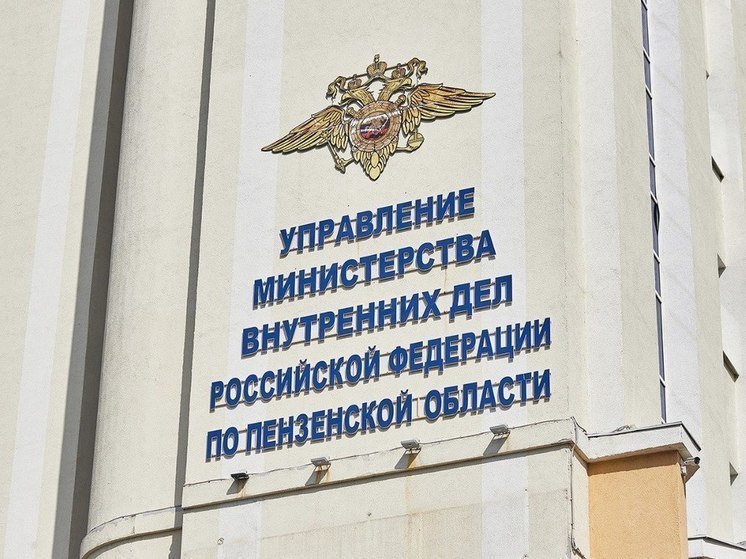 УПРАВЛЕНИЕ
МИНИСТЕРСТВА
ВНУТРЕННИХ ДЕЛ
РОССИЙСКОЙ ФЕДЕРАЦИИ
ПО ПЕНЗЕНСКОЙ ОБЛАСТИ